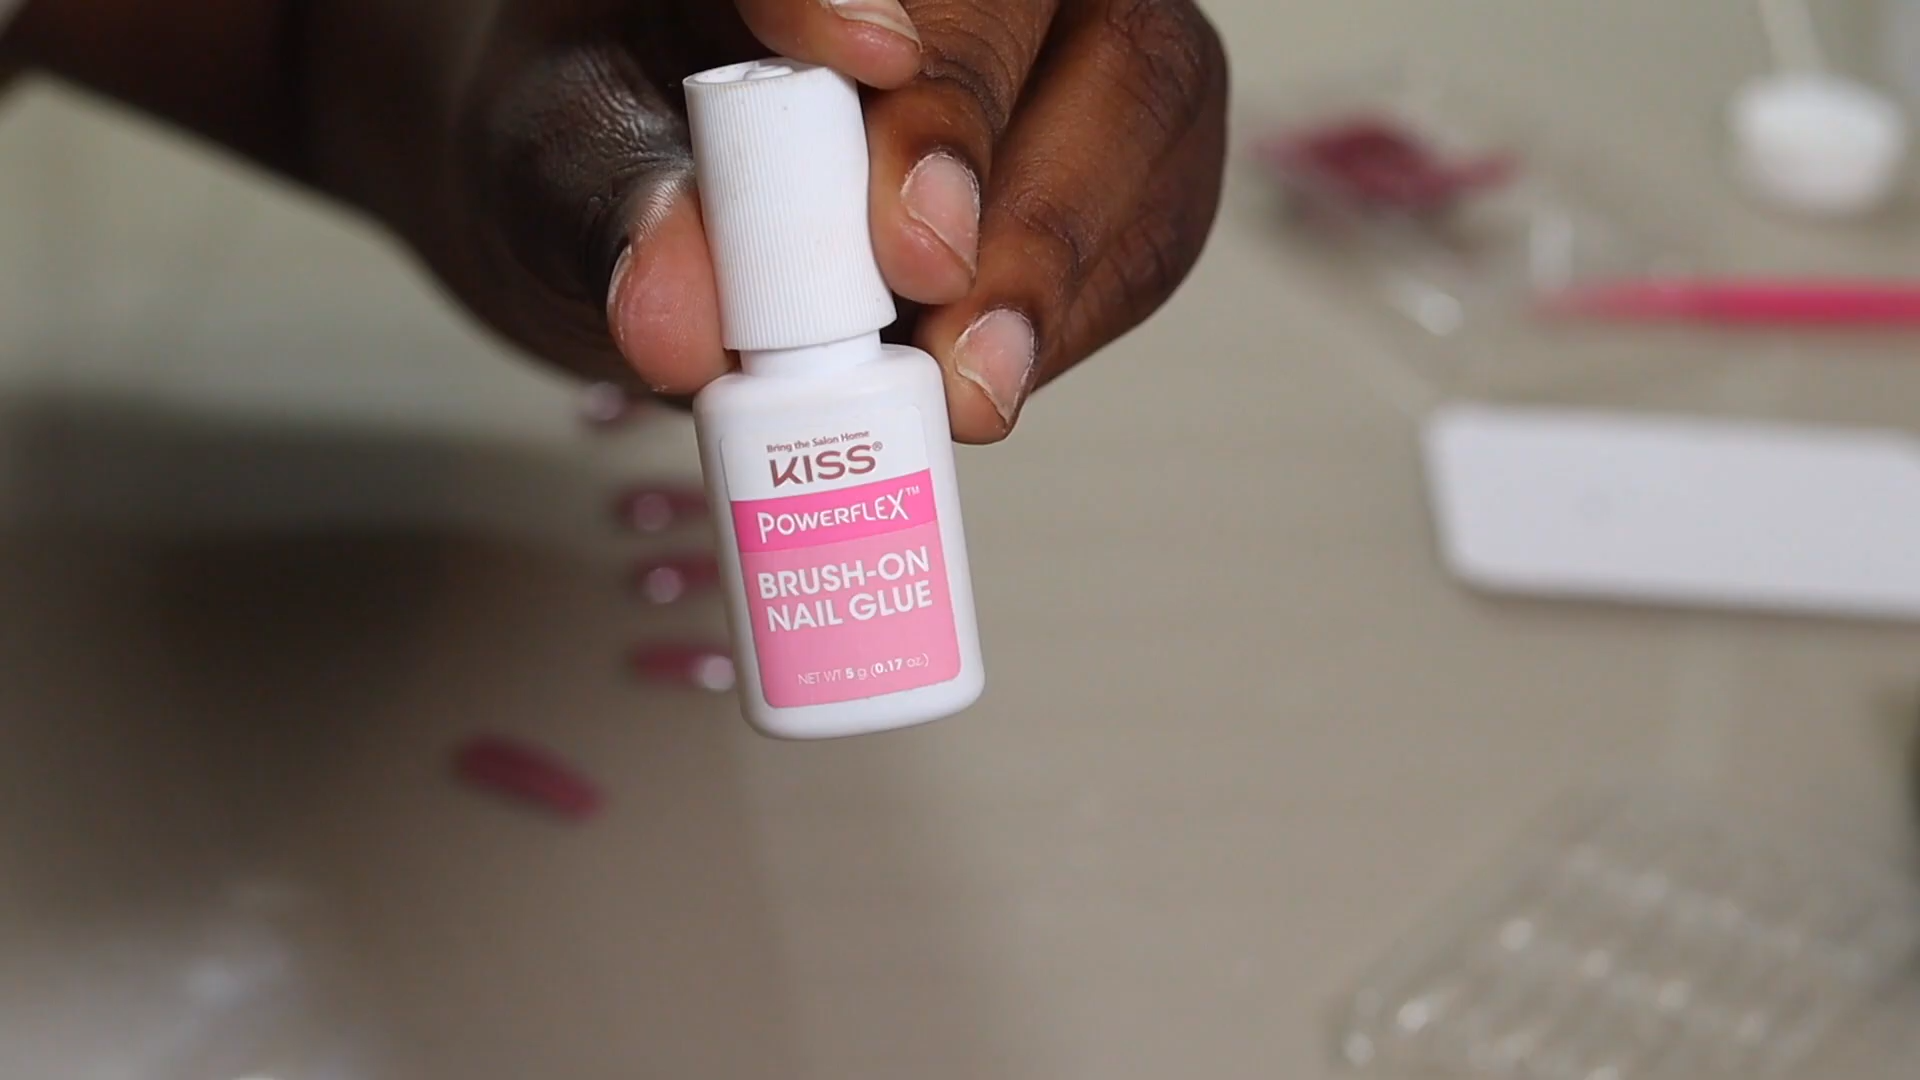 Bring the Salon Home
KISS®
POWERFLEX™
BRUSH-ON
NAIL GLUE
NET WT 5 g (0.17 oz.)